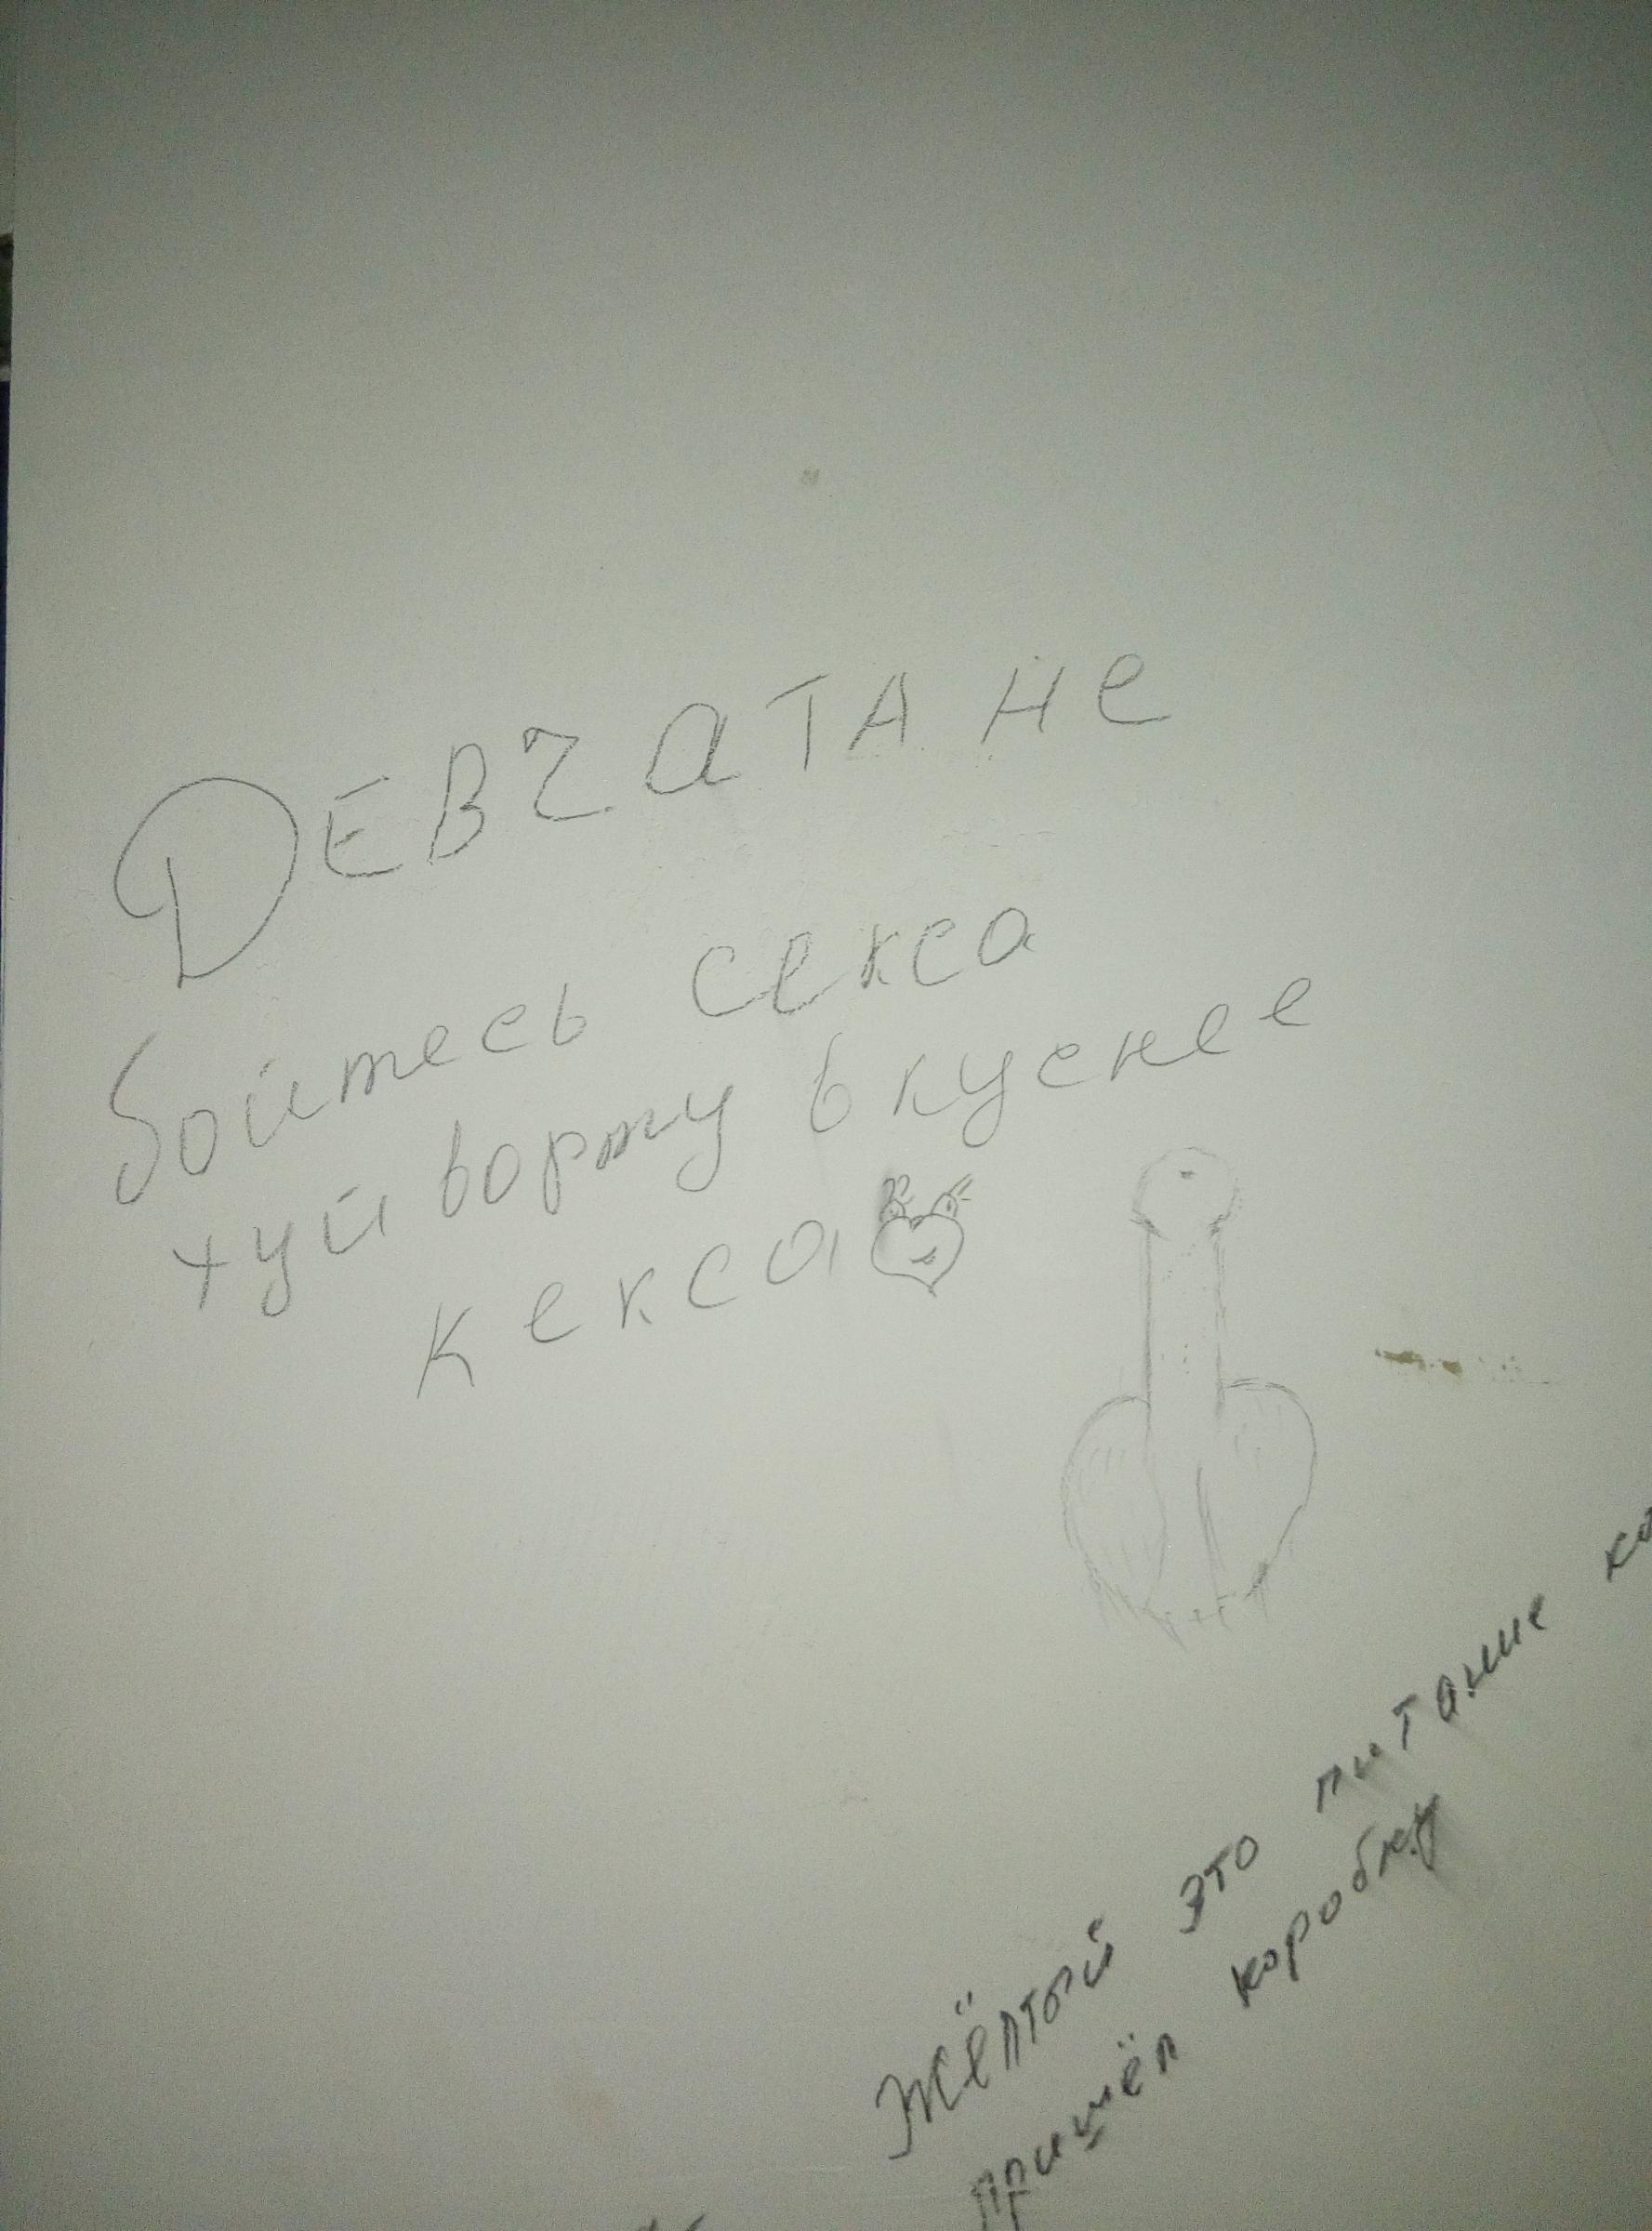 ДЕВЧАТА не
бойтесь секса
хуй ворту вкуснее
кекса
Жёлтый это питание
пришёл коробку